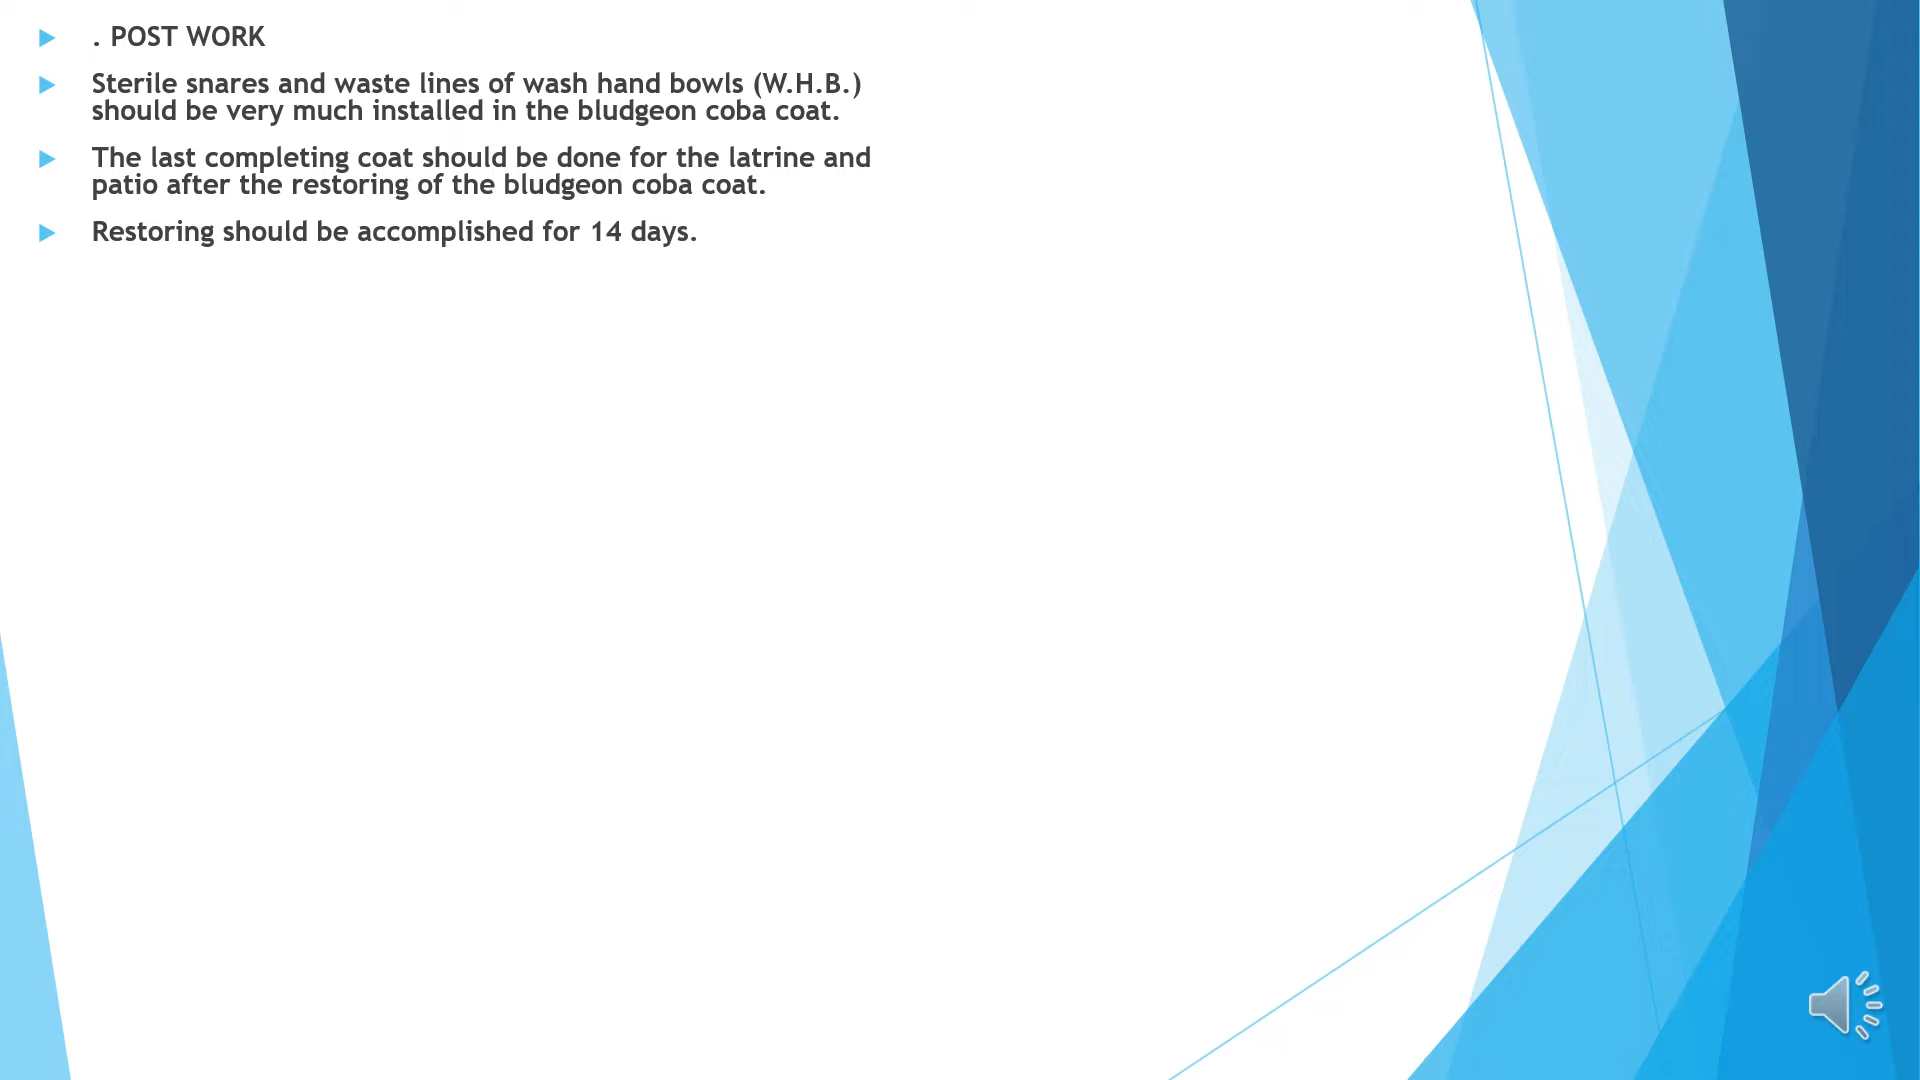 . POST WORK
Sterile snares and waste lines of wash hand bowls (W.H.B.)
should be very much installed in the bludgeon coba coat.
The last completing coat should be done for the latrine and
patio after the restoring of the bludgeon coba coat.
Restoring should be accomplished for 14 days.